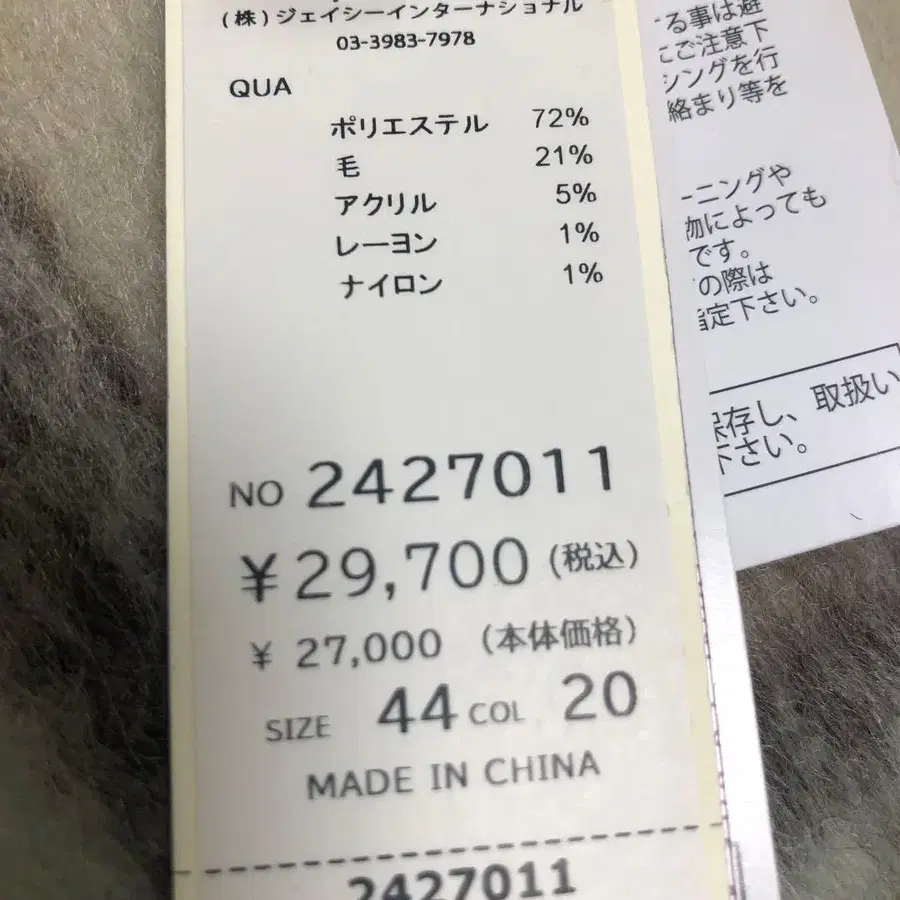 (株)ジェイシーインターナショナル
03-3983-7978
QUA
ポリエステル 72%
毛 21%
アクリル 5%
レーヨン 1%
ナイロン 1%
NO 2427011
¥29,700 (税込)
¥ 27,000 (本体価格)
SIZE 44 COL 20
MADE IN CHINA
2427011
る事は避
にご注意下
シングを行
絡まり等を
ーニングや
によっても
です。
の際は
指定下さい。
保存し、取扱い
下さい。